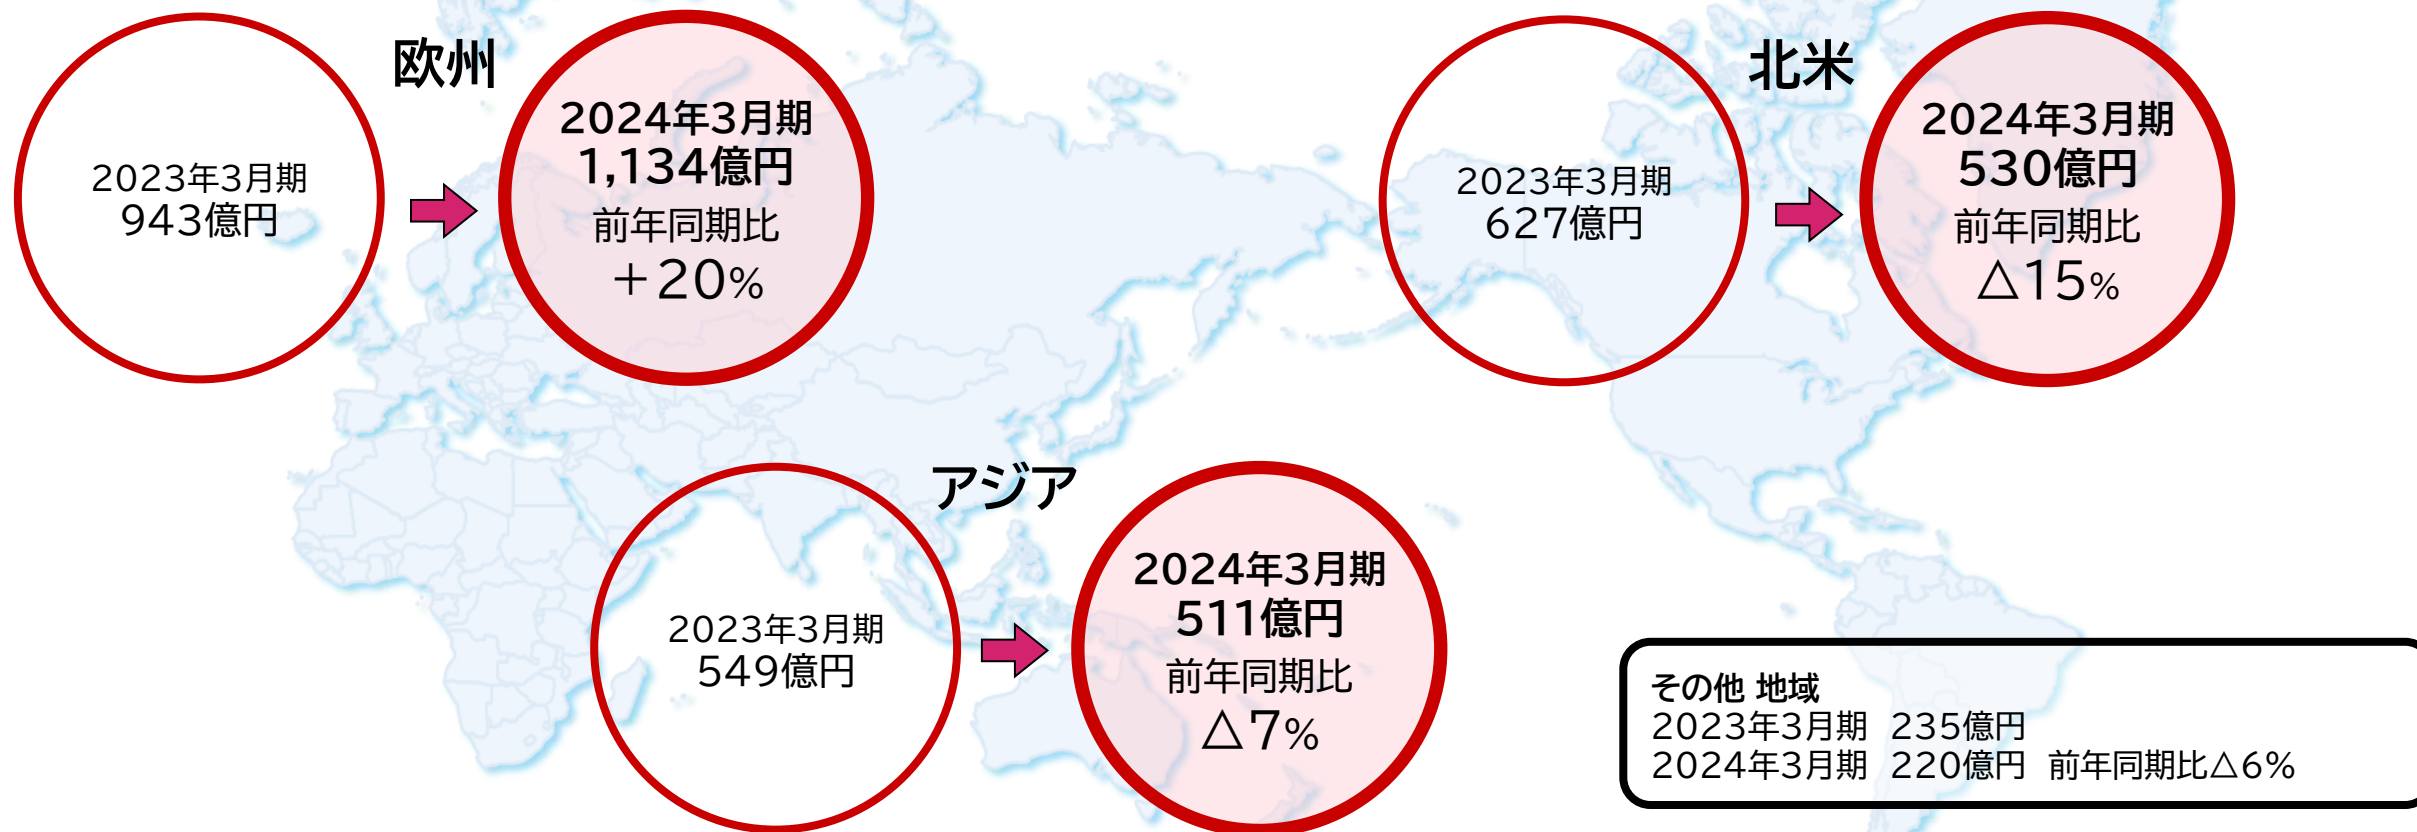 欧州
2023年3月期
943億円
2024年3月期
1,134億円
前年同期比
＋20%
北米
2023年3月期
627億円
2024年3月期
530億円
前年同期比
△15%
アジア
2023年3月期
549億円
2024年3月期
511億円
前年同期比
△7%
その他 地域
2023年3月期 235億円
2024年3月期 220億円 前年同期比△6%